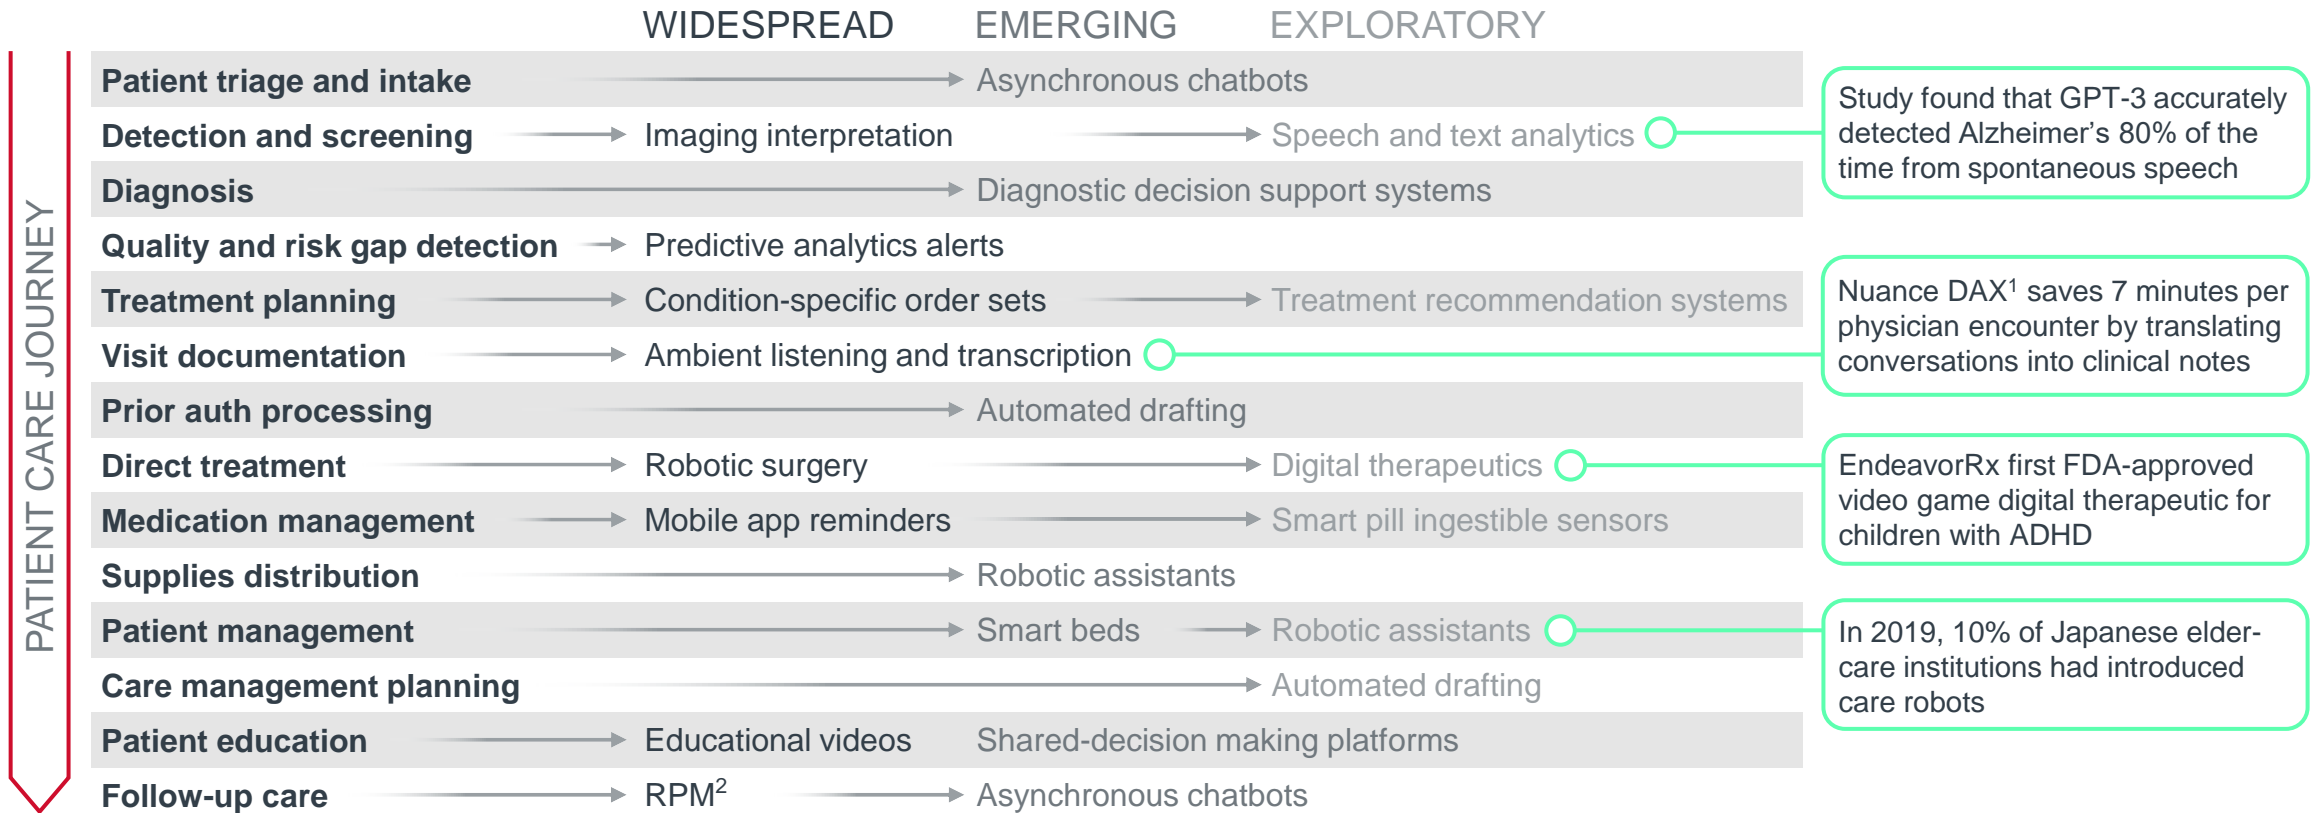 WIDESPREAD EMERGING EXPLORATORY
PATIENT CARE JOURNEY
Patient triage and intake Asynchronous chatbots
Detection and screening Imaging interpretation Speech and text analytics
Diagnosis Diagnostic decision support systems
Quality and risk gap detection Predictive analytics alerts
Treatment planning Condition-specific order sets Treatment recommendation systems
Visit documentation Ambient listening and transcription
Prior auth processing Automated drafting
Direct treatment Robotic surgery Digital therapeutics
Medication management Mobile app reminders Smart pill ingestible sensors
Supplies distribution Robotic assistants
Patient management Smart beds Robotic assistants
Care management planning Automated drafting
Patient education Educational videos Shared-decision making platforms
Follow-up care RPM² Asynchronous chatbots
Study found that GPT-3 accurately
detected Alzheimer’s 80% of the
time from spontaneous speech
Nuance DAX¹ saves 7 minutes per
physician encounter by translating
conversations into clinical notes
EndeavorRx first FDA-approved
video game digital therapeutic for
children with ADHD
In 2019, 10% of Japanese elder-
care institutions had introduced
care robots